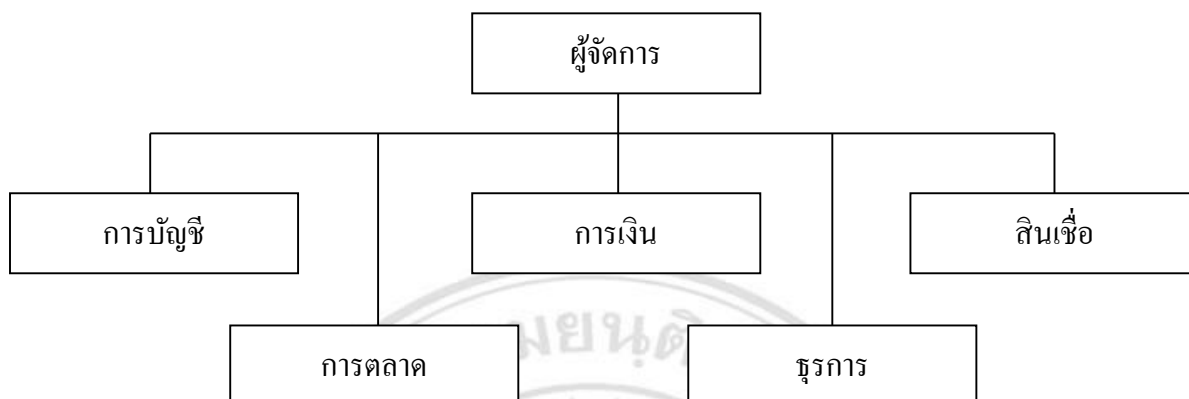 ผู้จัดการ
การบัญชี
การเงิน
สินเชื่อ
การตลาด
ธุรการ